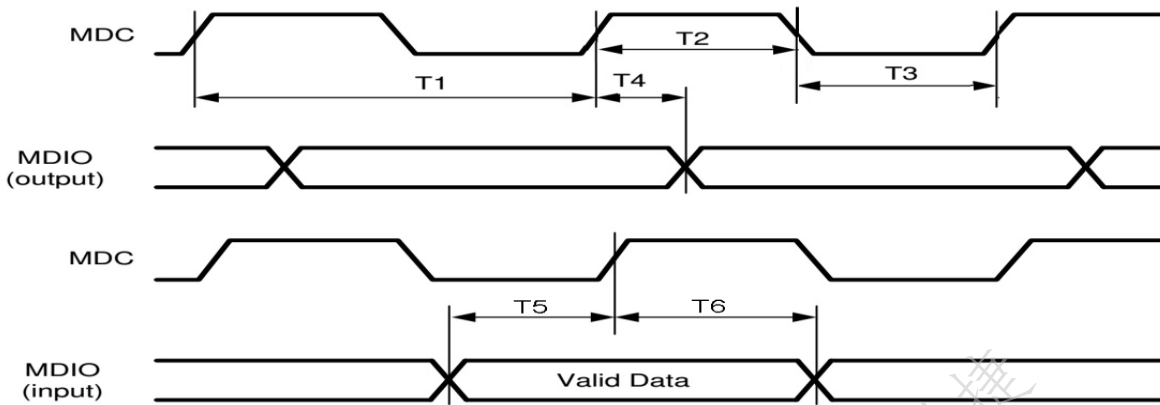 MDC
T1
T2
T3
T4
MDIO
(output)
MDC
T5
T6
MDIO
(input)
Valid Data